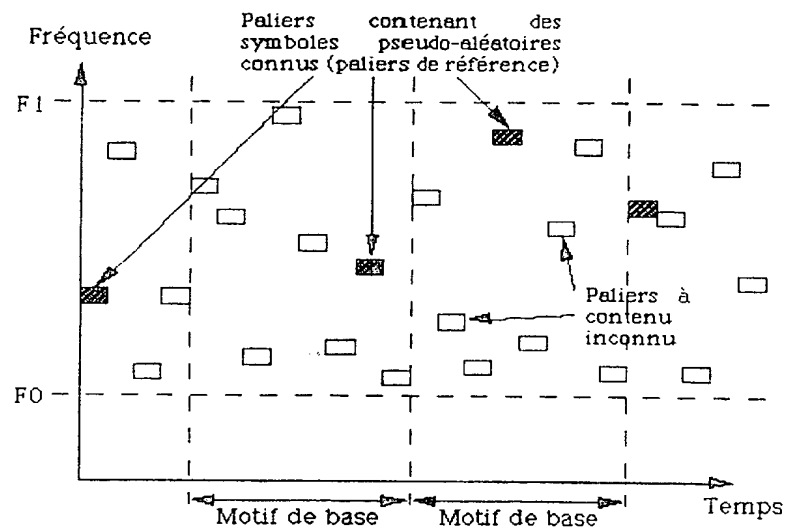 Paliers contenant des
symboles pseudo-aléatoires
connus (paliers de référence)
Fréquence
F1
Paliers à
contenu
inconnu
F0
Temps
Motif de base
Motif de base